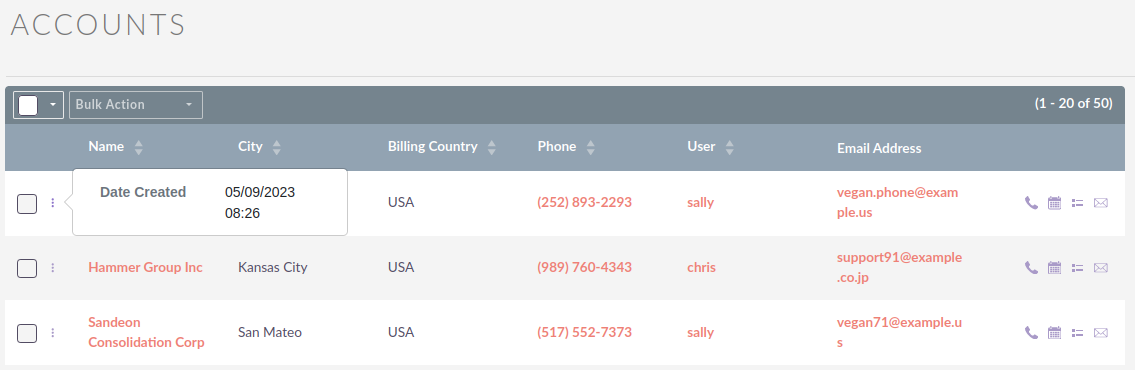 ACCOUNTS
Bulk Action
(1 - 20 of 50)
Name City Billing Country Phone User Email Address
Date Created 05/09/2023
08:26
USA (252) 893-2293 sally
vegan.phone@exam
ple.us
Hammer Group Inc Kansas City USA (989) 760-4343 chris
support91@example
.co.jp
Sandeon
Consolidation Corp
San Mateo USA (517) 552-7373 sally
vegan71@example.u
s